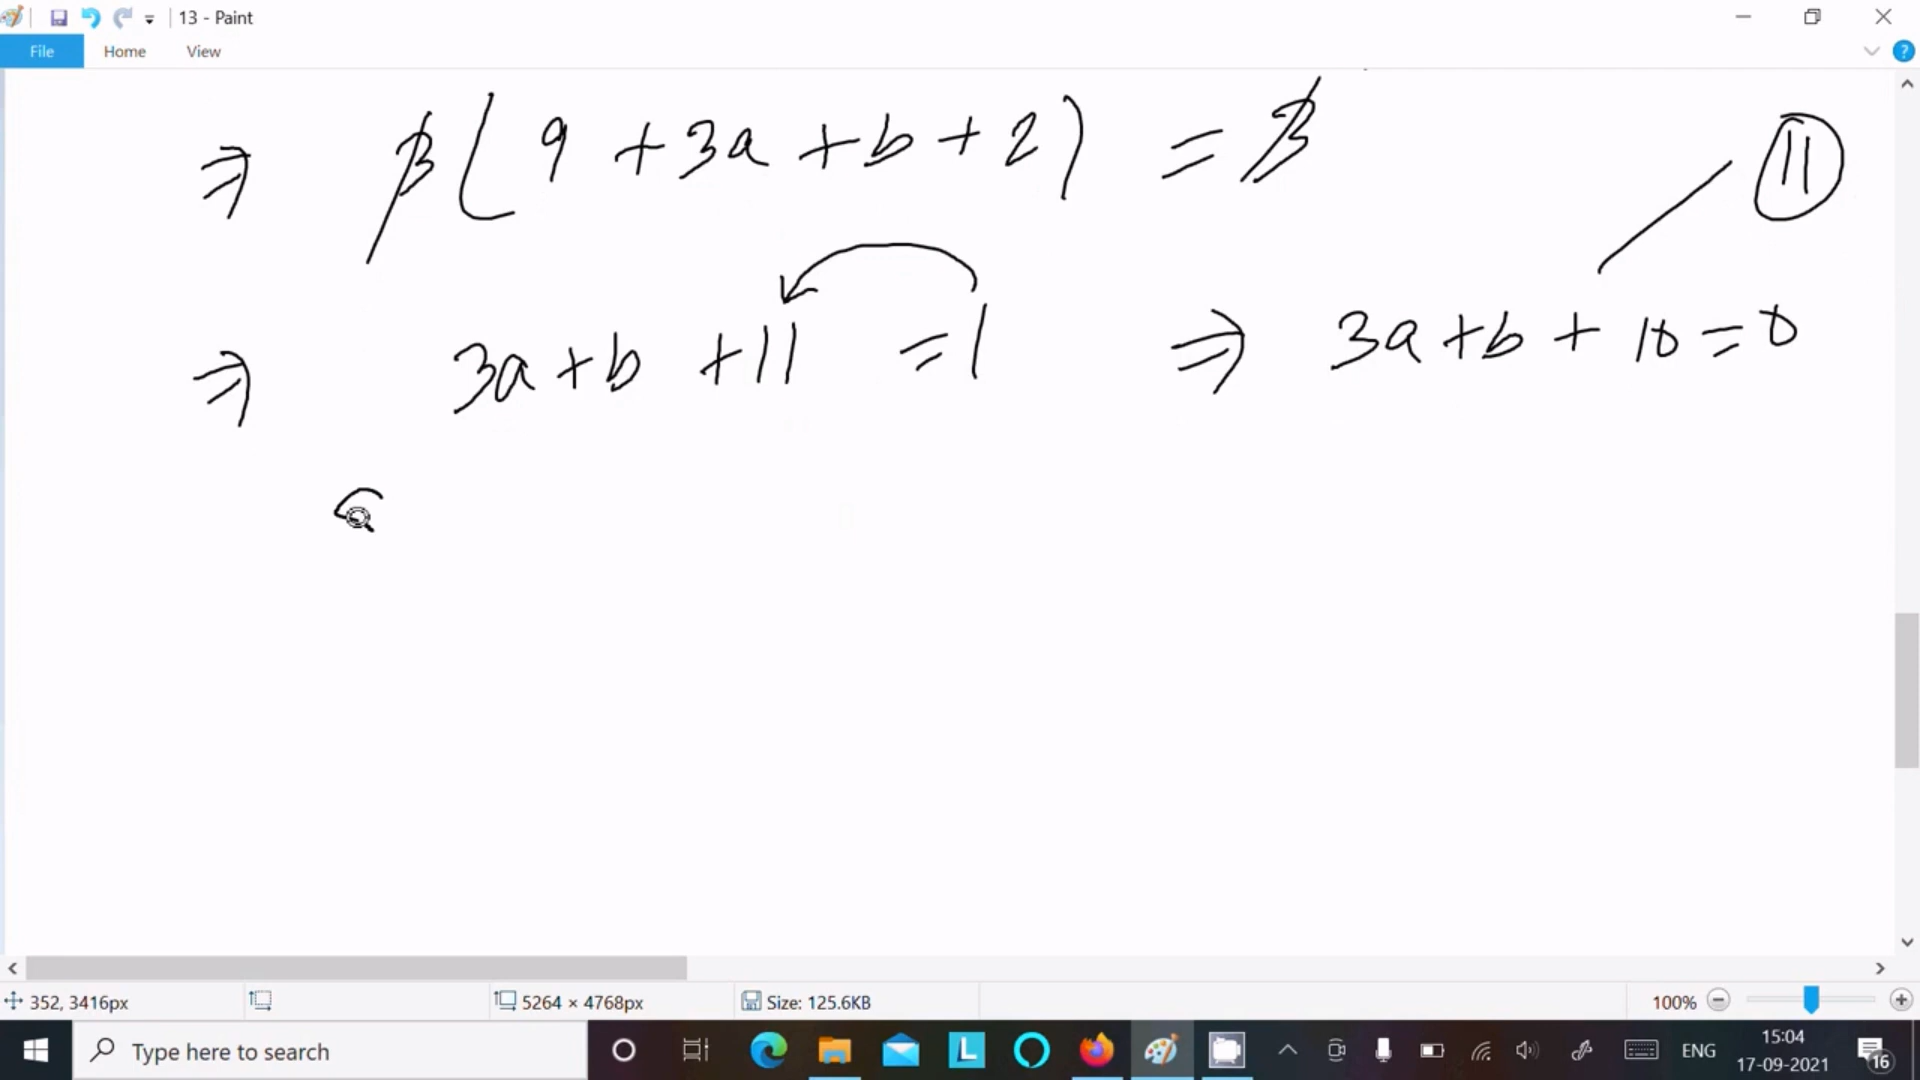 13 - Paint
File Home View
⇒ 3(9 + 3a + b + 2) = 3
11
⇒ 3a + b + 11 = 1 ⇒ 3a + b + 10 = 0
352, 3416px 5264 × 4768px Size: 125.6KB 100%
Type here to search L ENG 15:04
17-09-2021 16